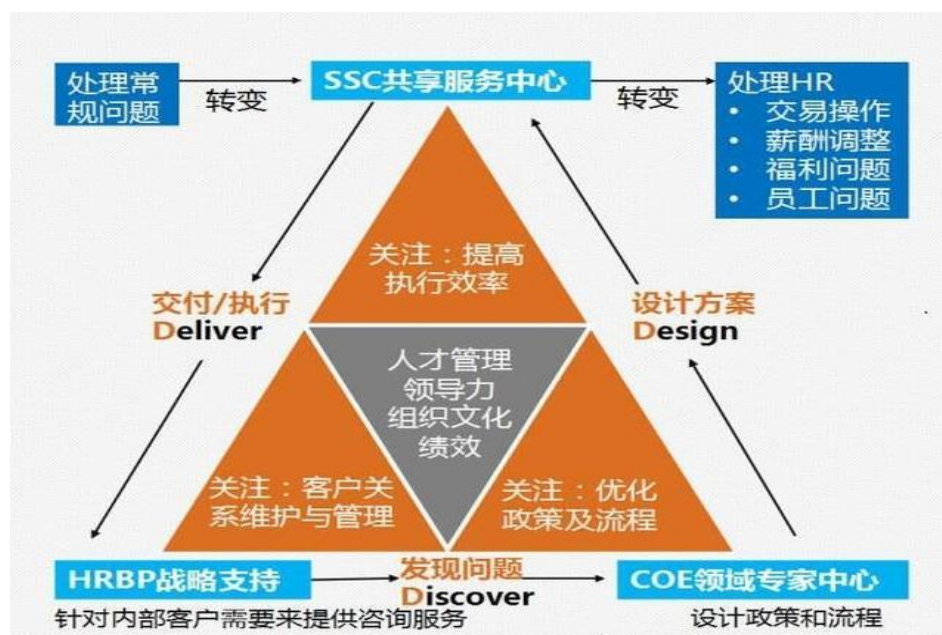 处理常
规问题
转变
SSC共享服务中心
转变
处理HR
• 交易操作
• 薪酬调整
• 福利问题
• 员工问题
关注：提高
执行效率
交付/执行
Deliver
设计方案
Design
人才管理
领导力
组织文化
绩效
关注：客户关
系维护与管理
关注：优化
政策及流程
HRBP战略支持
发现问题
Discover
COE领域专家中心
针对内部客户需要来提供咨询服务
设计政策和流程